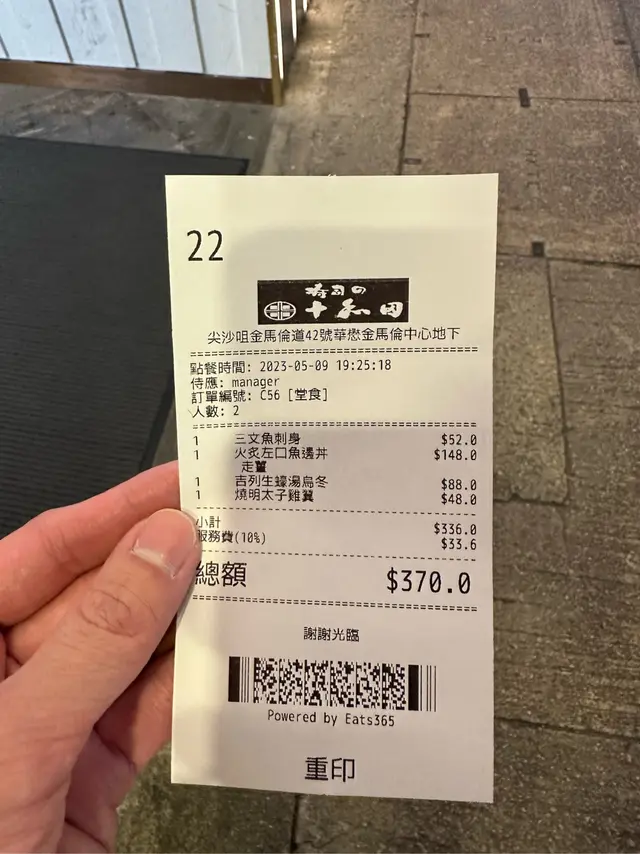 22
寿司の
十和田
尖沙咀金馬倫道42號華懋金馬倫中心地下
點餐時間: 2023-05-09 19:25:18
侍應: manager
訂單編號: C56 [堂食]
人數: 2
1 三文魚刺身 $52.0
1 火炙左口魚邊丼 $148.0
走薑
1 吉列生蠔湯烏冬 $88.0
1 燒明太子雞翼 $48.0
小計 $336.0
服務費(10%) $33.6
總額 $370.0
謝謝光臨
Powered by Eats365
重印